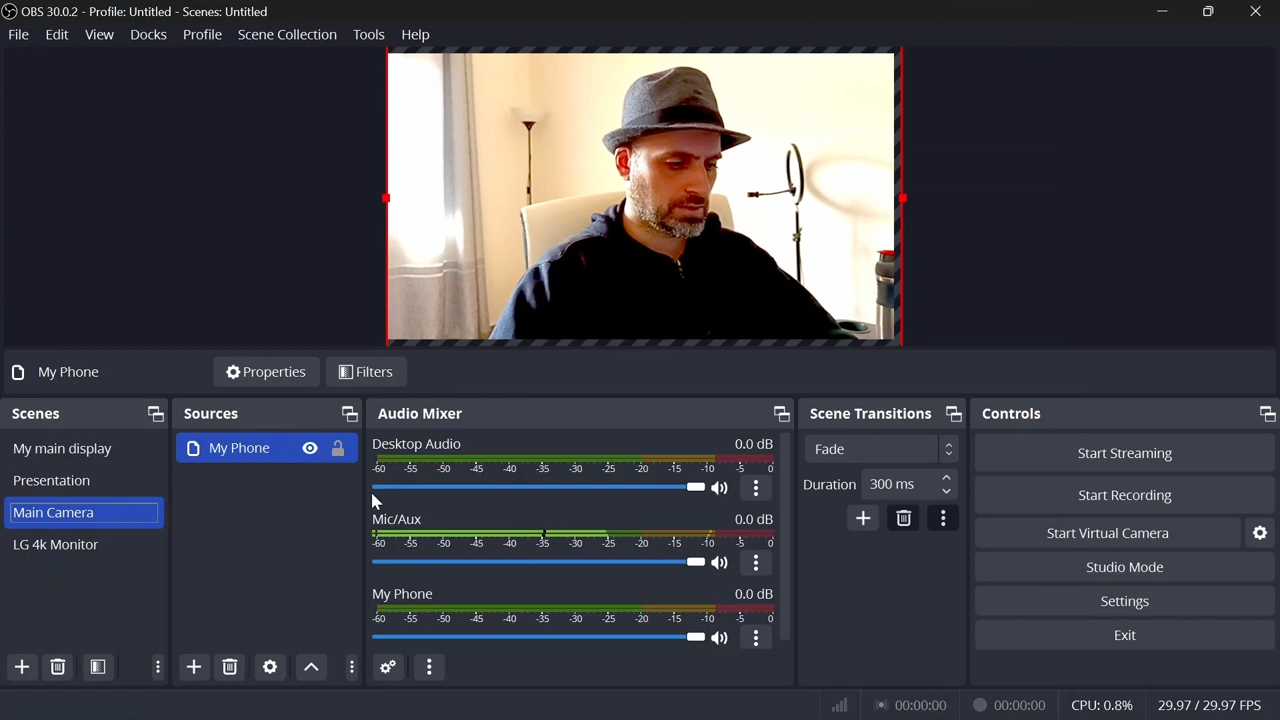 OBS 30.0.2 - Profile: Untitled - Scenes: Untitled
File Edit View Docks Profile Scene Collection Tools Help
My Phone Properties Filters
Scenes
My main display
Presentation
Main Camera
LG 4k Monitor
Sources
My Phone
Audio Mixer
Desktop Audio 0.0 dB
-60 -55 -50 -45 -40 -35 -30 -25 -20 -15 -10 -5 0
Mic/Aux 0.0 dB
-60 -55 -50 -45 -40 -35 -30 -25 -20 -15 -10 -5 0
My Phone 0.0 dB
-60 -55 -50 -45 -40 -35 -30 -25 -20 -15 -10 -5 0
Scene Transitions
Fade
Duration 300 ms
Controls
Start Streaming
Start Recording
Start Virtual Camera
Studio Mode
Settings
Exit
00:00:00 00:00:00 CPU: 0.8% 29.97 / 29.97 FPS